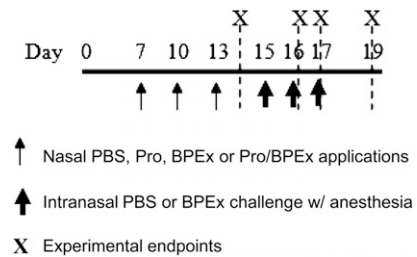 X X X X
Day 0 7 10 13 15 16 17 19
Nasal PBS, Pro, BPEx or Pro/BPEx applications
Intranasal PBS or BPEx challenge w/ anesthesia
X Experimental endpoints